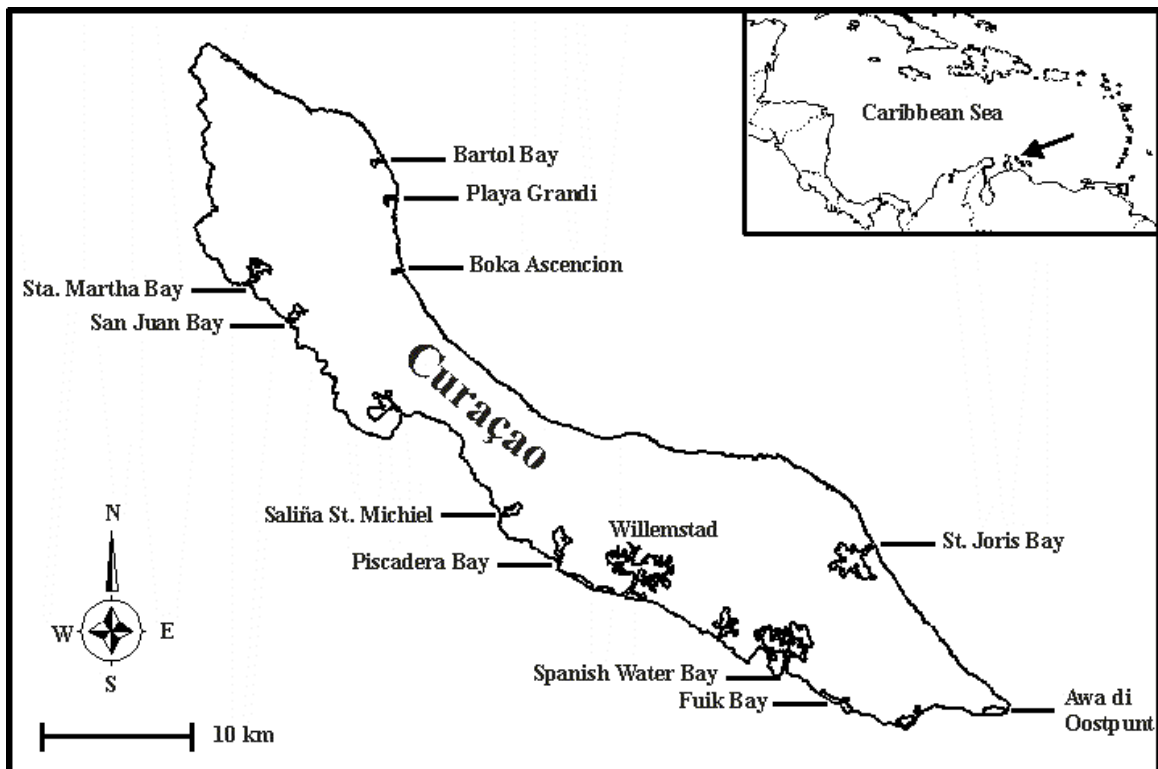 Caribbean Sea
Bartol Bay
Playa Grandi
Boka Ascencion
Sta. Martha Bay
San Juan Bay
Curaçao
Saliña St. Michiel
Willemstad
Piscadera Bay
St. Joris Bay
N
W E
S
Spanish Water Bay
Fuik Bay
Awa di
Oostpunt
10 km